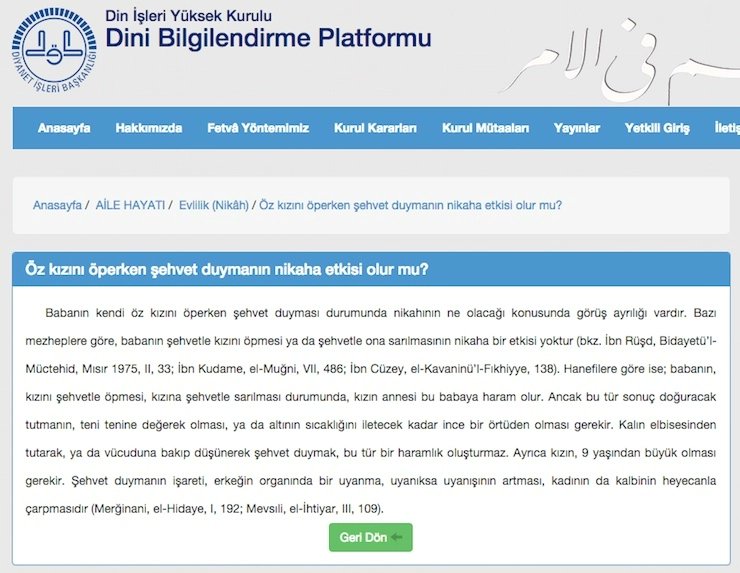 Din İşleri Yüksek Kurulu
Dini Bilgilendirme Platformu
DİYANET İŞLERİ BAŞKANLIĞI
Anasayfa Hakkımızda Fetvâ Yöntemimiz Kurul Kararları Kurul Mütaaları Yayınlar Yetkili Giriş İletiş
Anasayfa / AİLE HAYATI / Evlilik (Nikâh) / Öz kızını öperken şehvet duymanın nikaha etkisi olur mu?
Öz kızını öperken şehvet duymanın nikaha etkisi olur mu?
Babanın kendi öz kızını öperken şehvet duyması durumunda nikahının ne olacağı konusunda görüş ayrılığı vardır. Bazı
mezheplere göre, babanın şehvetle kızını öpmesi ya da şehvetle ona sarılmasının nikaha bir etkisi yoktur (bkz. İbn Rüşd, Bidayetü'l-
Müctehid, Mısır 1975, II, 33; İbn Kudame, el-Muğni, VII, 486; İbn Cüzey, el-Kavaninü'l-Fıkhiyye, 138). Hanefilere göre ise; babanın,
kızını şehvetle öpmesi, kızına şehvetle sarılması durumunda, kızın annesi bu babaya haram olur. Ancak bu tür sonuç doğuracak
tutmanın, teni tenine değerek olması, ya da altının sıcaklığını iletecek kadar ince bir örtüden olması gerekir. Kalın elbisesinden
tutarak, ya da vücuduna bakıp düşünerek şehvet duymak, bu tür bir haramlık oluşturmaz. Ayrıca kızın, 9 yaşından büyük olması
gerekir. Şehvet duymanın işareti, erkeğin organında bir uyanma, uyanıksa uyanışının artması, kadının da kalbinin heyecanla
çarpmasıdır (Merğinani, el-Hidaye, I, 192; Mevsıli, el-İhtiyar, III, 109).
Geri Dön